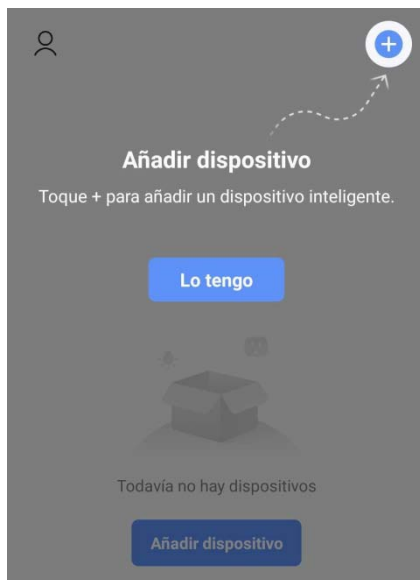 Añadir dispositivo
Toque + para añadir un dispositivo inteligente.
Lo tengo
Todavía no hay dispositivos
Añadir dispositivo